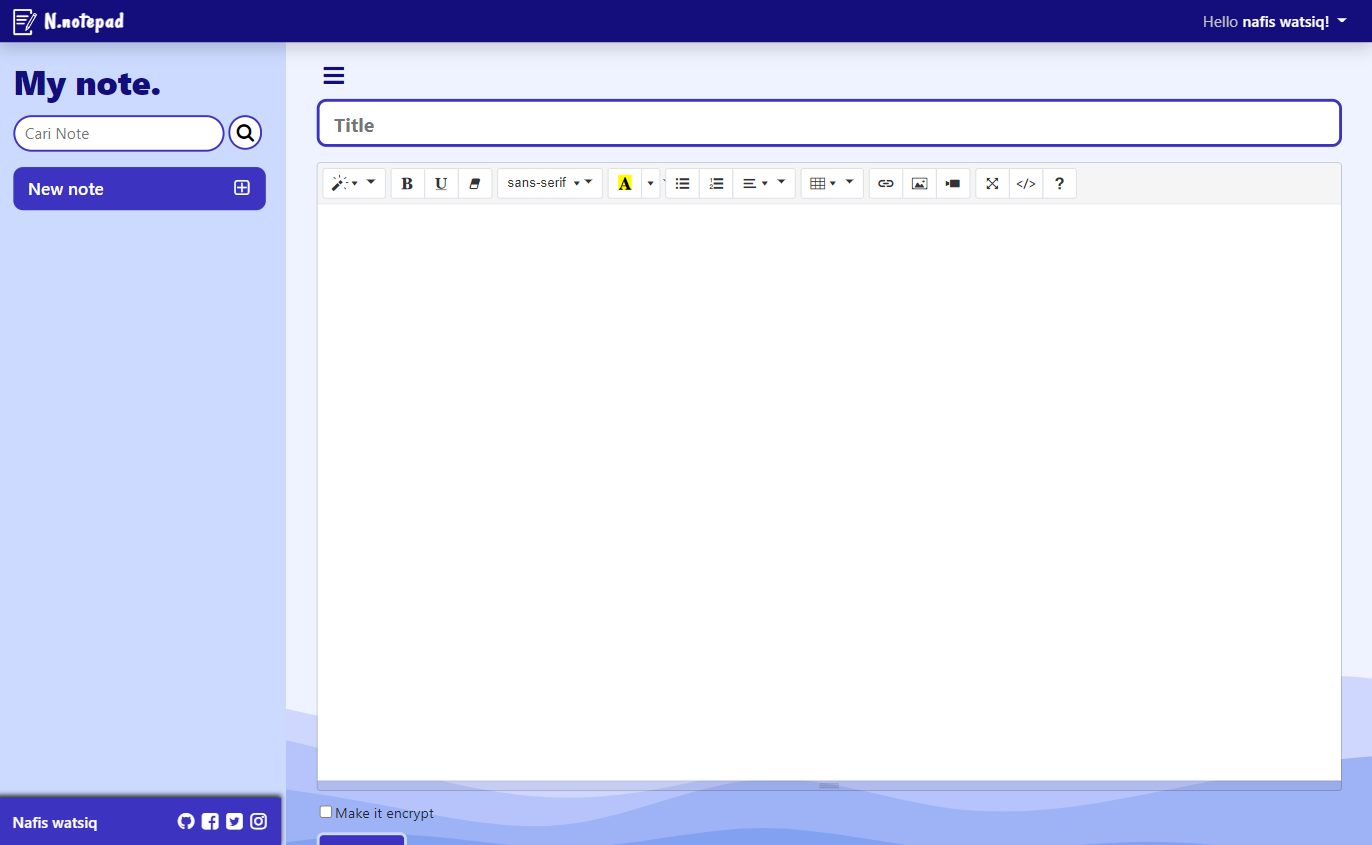 N.notepad
Hello nafis watsiq!
My note.
Cari Note
New note
Title
B U sans-serif A </> ?
Make it encrypt
Nafis watsiq